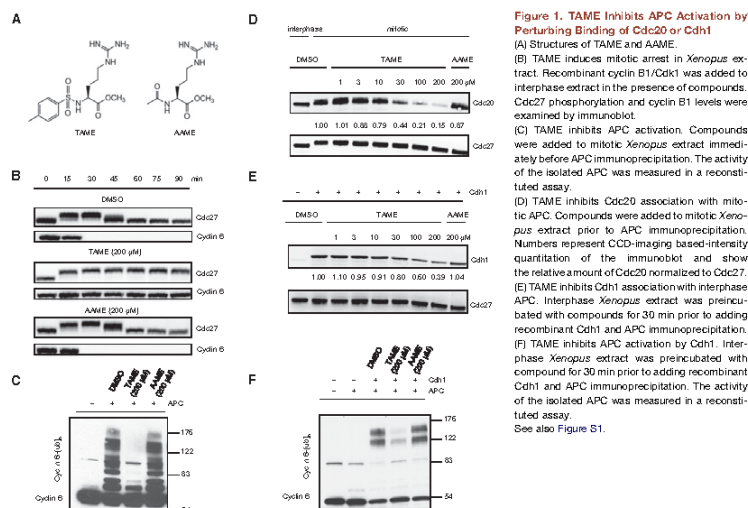 A
NH
HN
NH₂
NH
O
S
O
N
H
OCH₃
O
TAME
NH
HN
NH₂
NH
O
N
H
OCH₃
O
AAME
B
0 15 30 45 60 75 90 min
DMSO
Cdc27
Cyclin B
TAME (200 µM)
Cdc27
Cyclin B
AAME (200 µM)
Cdc27
Cyclin B
C
DMSO
TAME (200 µM)
AAME (200 µM)
– + + + APC
176
122
83
Cyclin B-(ub)n
Cyclin B
54
D
interphase mitotic
DMSO TAME AAME
1 3 10 30 100 200 200 µM
Cdc20
1.00 1.01 0.88 0.79 0.44 0.21 0.15 0.87
Cdc27
E
– + + + + + + + + Cdh1
DMSO TAME AAME
1 3 10 30 100 200 200 µM
Cdh1
1.00 1.10 0.95 0.91 0.80 0.60 0.39 1.04
Cdc27
F
DMSO
TAME (200 µM)
AAME (200 µM)
– – + + + Cdh1
– + + + + APC
176
122
83
Cyclin B-(ub)n
Cyclin B
54
Figure 1. TAME Inhibits APC Activation by
Perturbing Binding of Cdc20 or Cdh1
(A) Structures of TAME and AAME.
(B) TAME induces mitotic arrest in Xenopus ex-
tract. Recombinant cyclin B1/Cdk1 was added to
interphase extract in the presence of compounds.
Cdc27 phosphorylation and cyclin B1 levels were
examined by immunoblot.
(C) TAME inhibits APC activation. Compounds
were added to mitotic Xenopus extract immedi-
ately before APC immunoprecipitation. The activity
of the isolated APC was measured in a reconsti-
tuted assay.
(D) TAME inhibits Cdc20 association with mito-
tic APC. Compounds were added to mitotic Xeno-
pus extract prior to APC immunoprecipitation.
Numbers represent CCD-imaging based-intensity
quantitation of the immunoblot and show
the relative amount of Cdc20 normalized to Cdc27.
(E) TAME inhibits Cdh1 association with interphase
APC. Interphase Xenopus extract was preincu-
bated with compounds for 30 min prior to adding
recombinant Cdh1 and APC immunoprecipitation.
(F) TAME inhibits APC activation by Cdh1. Inter-
phase Xenopus extract was preincubated with
compound for 30 min prior to adding recombinant
Cdh1 and APC immunoprecipitation. The activity
of the isolated APC was measured in a reconsti-
tuted assay.
See also Figure S1.